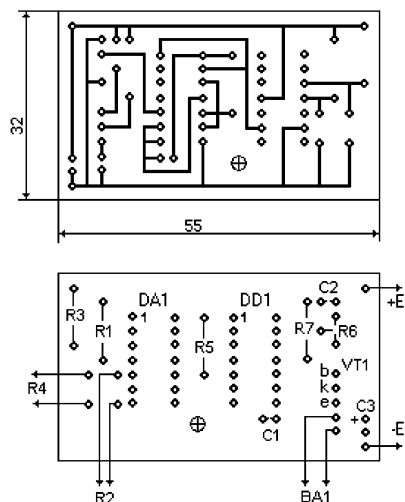 32
55
DA1
DD1
C2
+E
R3
R1
1
R5
1
R7
R6
VT1
b
R4
k
e
C3
+
C1
-E
R2
BA1